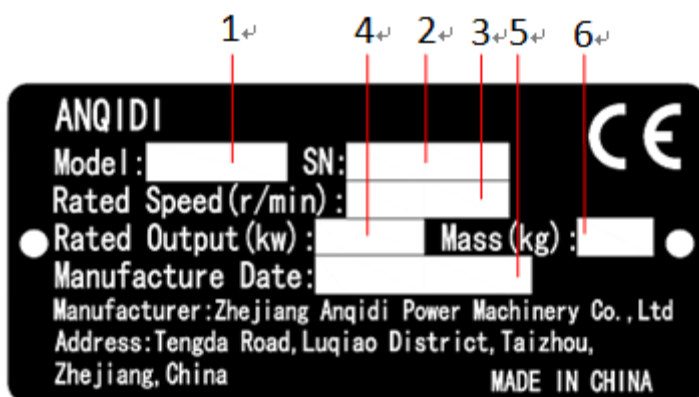 1 4 2 3 5 6
ANQIDI CE
Model: SN:
Rated Speed(r/min):
Rated Output(kw): Mass(kg):
Manufacture Date:
Manufacturer:Zhejiang Anqidi Power Machinery Co.,Ltd
Address:Tengda Road,Luqiao District,Taizhou,
Zhejiang,China MADE IN CHINA